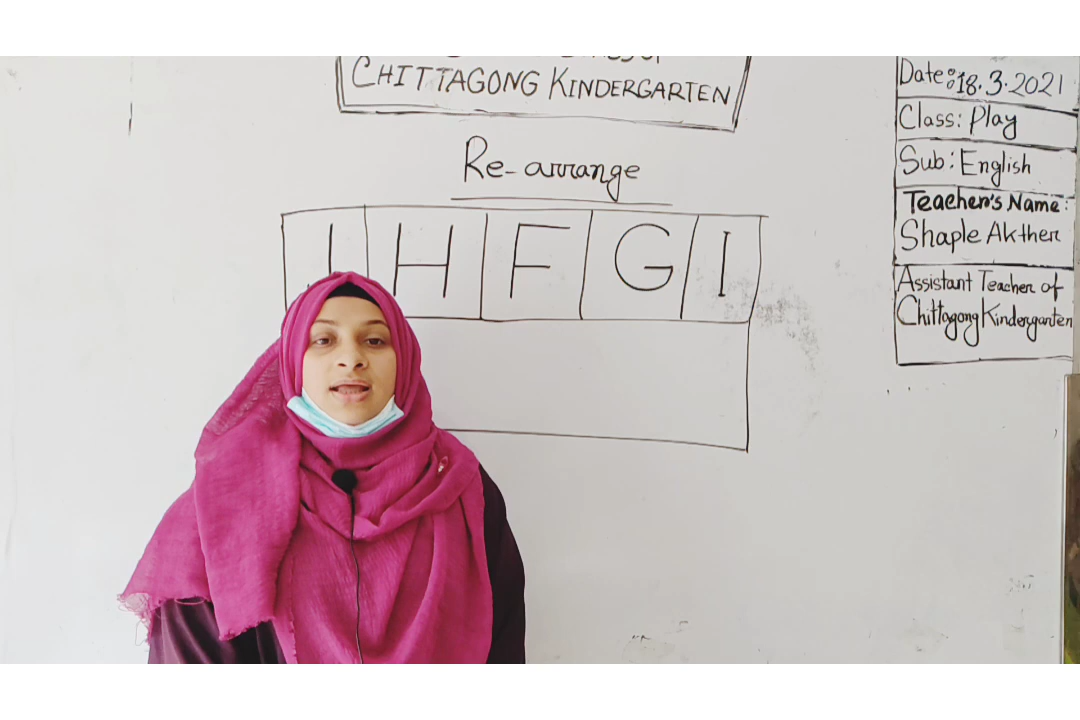 CHITTAGONG KINDERGARTEN
Re-arrange
H F G I
Date: 18.3.2021
Class: Play
Sub: English
Teacher's Name:
Shaple Akther
Assistant Teacher of
Chittagong Kindergarten